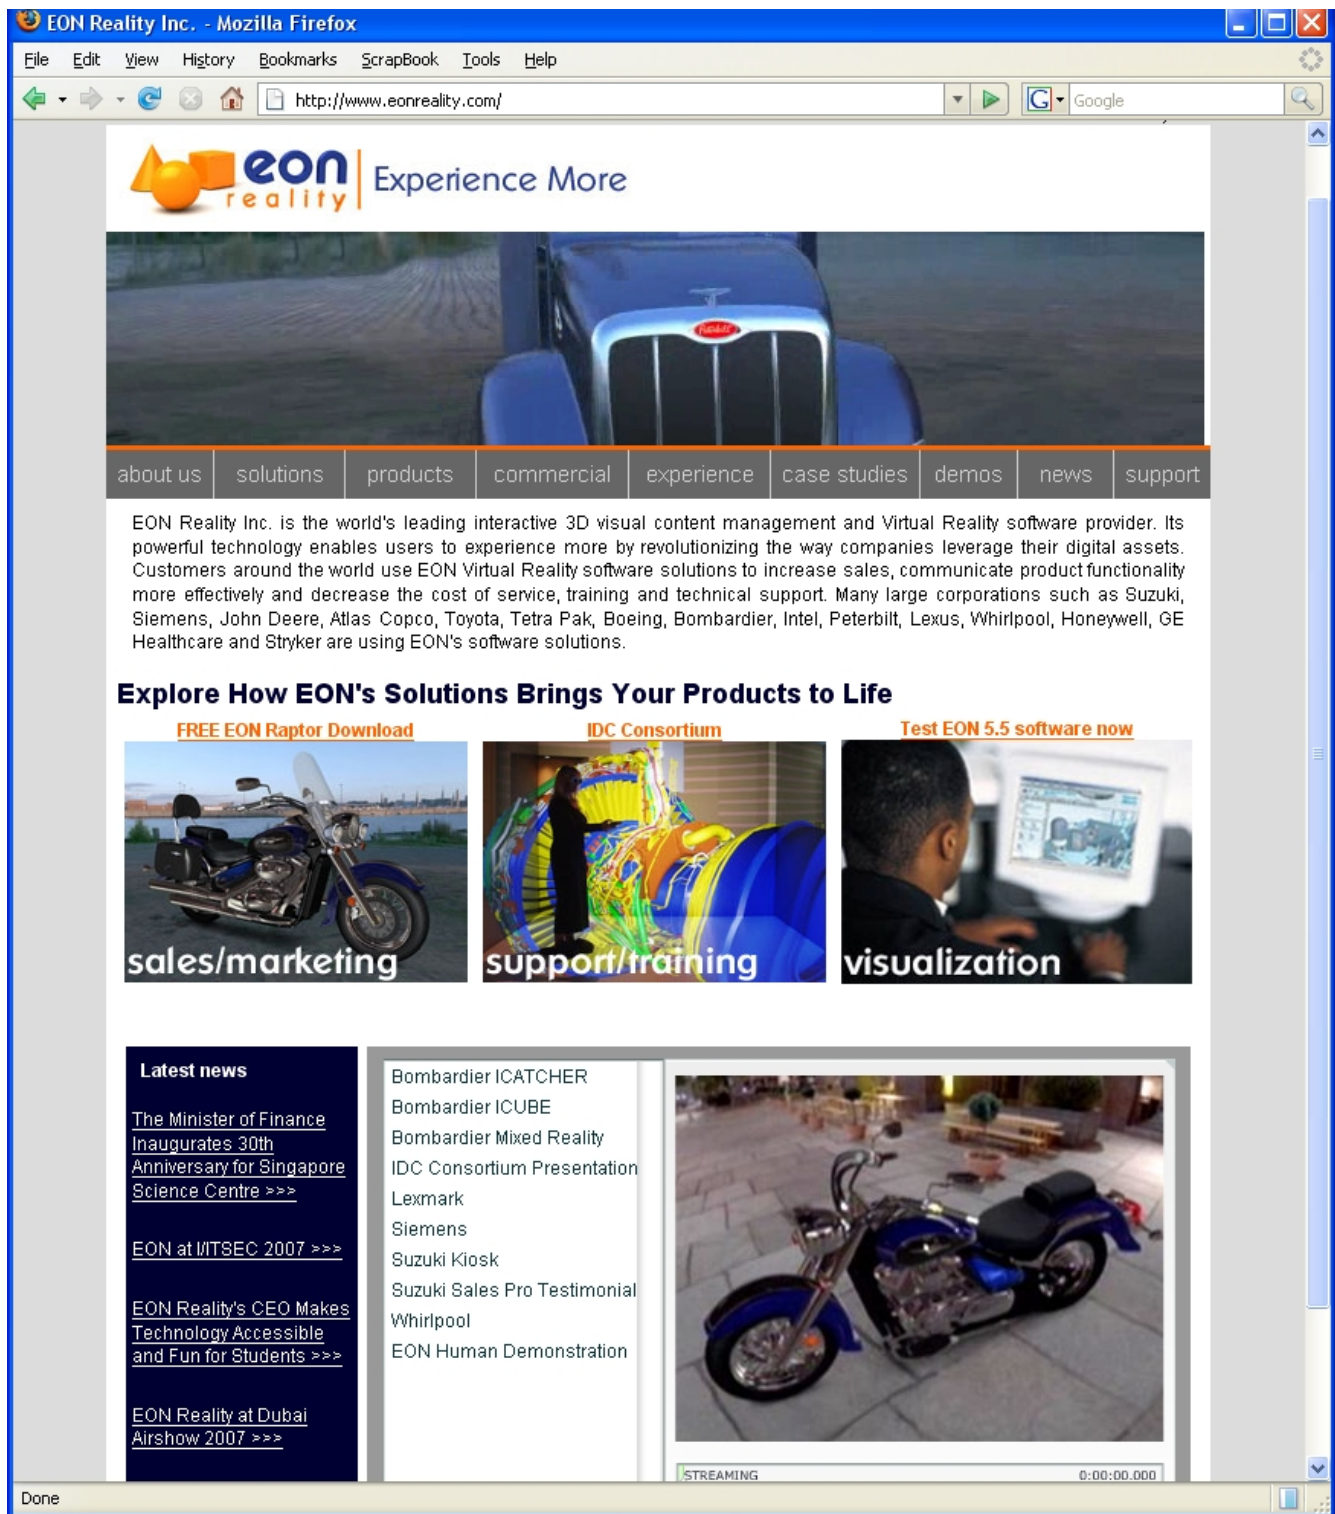 EON Reality Inc. - Mozilla Firefox
File Edit View History Bookmarks ScrapBook Tools Help
http://www.eonreality.com/
G Google
eon
reality
Experience More
Peterbilt
about us solutions products commercial experience case studies demos news support
EON Reality Inc. is the world's leading interactive 3D visual content management and Virtual Reality software provider. Its
powerful technology enables users to experience more by revolutionizing the way companies leverage their digital assets.
Customers around the world use EON Virtual Reality software solutions to increase sales, communicate product functionality
more effectively and decrease the cost of service, training and technical support. Many large corporations such as Suzuki,
Siemens, John Deere, Atlas Copco, Toyota, Tetra Pak, Boeing, Bombardier, Intel, Peterbilt, Lexus, Whirlpool, Honeywell, GE
Healthcare and Stryker are using EON's software solutions.
Explore How EON's Solutions Brings Your Products to Life
FREE EON Raptor Download
sales/marketing
IDC Consortium
support/training
Test EON 5.5 software now
visualization
Latest news
The Minister of Finance
Inaugurates 30th
Anniversary for Singapore
Science Centre >>>
EON at I/ITSEC 2007 >>>
EON Reality's CEO Makes
Technology Accessible
and Fun for Students >>>
EON Reality at Dubai
Airshow 2007 >>>
Bombardier ICATCHER
Bombardier ICUBE
Bombardier Mixed Reality
IDC Consortium Presentation
Lexmark
Siemens
Suzuki Kiosk
Suzuki Sales Pro Testimonial
Whirlpool
EON Human Demonstration
STREAMING 0:00:00.000
Done